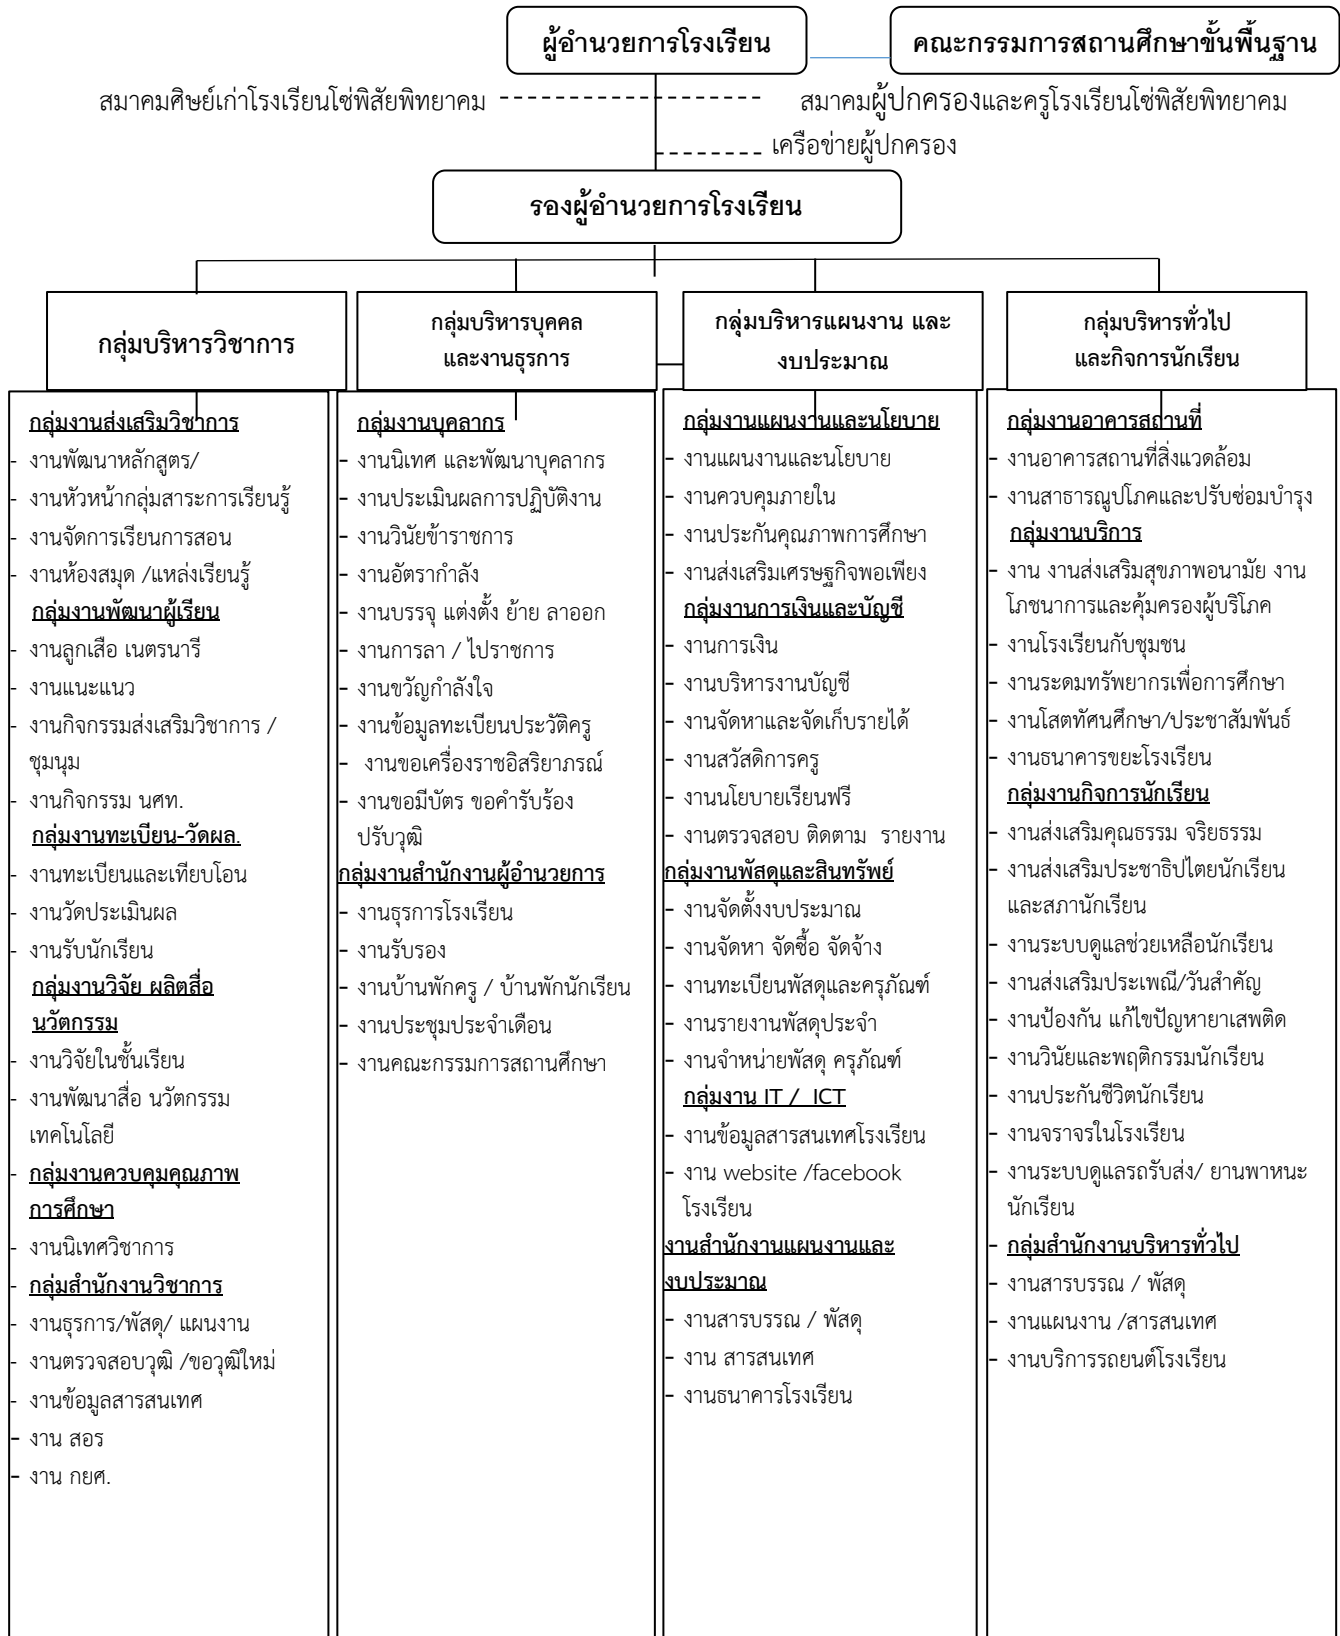 ผู้อำนวยการโรงเรียน
คณะกรรมการสถานศึกษาขั้นพื้นฐาน
สมาคมศิษย์เก่าโรงเรียนโซ่พิสัยพิทยาคม
สมาคมผู้ปกครองและครูโรงเรียนโซ่พิสัยพิทยาคม
เครือข่ายผู้ปกครอง
รองผู้อำนวยการโรงเรียน
กลุ่มบริหารวิชาการ
กลุ่มบริหารบุคคล
และงานธุรการ
กลุ่มบริหารแผนงาน และ
งบประมาณ
กลุ่มบริหารทั่วไป
และกิจการนักเรียน
กลุ่มงานส่งเสริมวิชาการ
- งานพัฒนาหลักสูตร/
- งานหัวหน้ากลุ่มสาระการเรียนรู้
- งานจัดการเรียนการสอน
- งานห้องสมุด /แหล่งเรียนรู้
กลุ่มงานพัฒนาผู้เรียน
- งานลูกเสือ เนตรนารี
- งานแนะแนว
- งานกิจกรรมส่งเสริมวิชาการ /
ชุมนุม
- งานกิจกรรม นศท.
กลุ่มงานทะเบียน-วัดผล.
- งานทะเบียนและเทียบโอน
- งานวัดประเมินผล
- งานรับนักเรียน
กลุ่มงานวิจัย ผลิตสื่อ
นวัตกรรม
- งานวิจัยในชั้นเรียน
- งานพัฒนาสื่อ นวัตกรรม
เทคโนโลยี
- กลุ่มงานควบคุมคุณภาพ
การศึกษา
- งานนิเทศวิชาการ
- กลุ่มสำนักงานวิชาการ
- งานธุรการ/พัสดุ/ แผนงาน
- งานตรวจสอบวุฒิ /ขอวุฒิใหม่
- งานข้อมูลสารสนเทศ
- งาน สอร
- งาน กยศ.
กลุ่มงานบุคลากร
- งานนิเทศ และพัฒนาบุคลากร
- งานประเมินผลการปฏิบัติงาน
- งานวินัยข้าราชการ
- งานอัตรากำลัง
- งานบรรจุ แต่งตั้ง ย้าย ลาออก
- งานการลา / ไปราชการ
- งานขวัญกำลังใจ
- งานข้อมูลทะเบียนประวัติครู
- งานขอเครื่องราชอิสริยาภรณ์
- งานขอมีบัตร ขอคำรับร้อง
ปรับวุฒิ
กลุ่มงานสำนักงานผู้อำนวยการ
- งานธุรการโรงเรียน
- งานรับรอง
- งานบ้านพักครู / บ้านพักนักเรียน
- งานประชุมประจำเดือน
- งานคณะกรรมการสถานศึกษา
กลุ่มงานแผนงานและนโยบาย
- งานแผนงานและนโยบาย
- งานควบคุมภายใน
- งานประกันคุณภาพการศึกษา
- งานส่งเสริมเศรษฐกิจพอเพียง
กลุ่มงานการเงินและบัญชี
- งานการเงิน
- งานบริหารงานบัญชี
- งานจัดหาและจัดเก็บรายได้
- งานสวัสดิการครู
- งานนโยบายเรียนฟรี
- งานตรวจสอบ ติดตาม รายงาน
กลุ่มงานพัสดุและสินทรัพย์
- งานจัดตั้งงบประมาณ
- งานจัดหา จัดซื้อ จัดจ้าง
- งานทะเบียนพัสดุและครุภัณฑ์
- งานรายงานพัสดุประจำ
- งานจำหน่ายพัสดุ ครุภัณฑ์
กลุ่มงาน IT / ICT
- งานข้อมูลสารสนเทศโรงเรียน
- งาน website /facebook
โรงเรียน
งานสำนักงานแผนงานและ
งบประมาณ
- งานสารบรรณ / พัสดุ
- งาน สารสนเทศ
- งานธนาคารโรงเรียน
กลุ่มงานอาคารสถานที่
- งานอาคารสถานที่สิ่งแวดล้อม
- งานสาธารณูปโภคและปรับซ่อมบำรุง
กลุ่มงานบริการ
- งาน งานส่งเสริมสุขภาพอนามัย งาน
โภชนาการและคุ้มครองผู้บริโภค
- งานโรงเรียนกับชุมชน
- งานระดมทรัพยากรเพื่อการศึกษา
- งานโสตทัศนศึกษา/ประชาสัมพันธ์
- งานธนาคารขยะโรงเรียน
กลุ่มงานกิจการนักเรียน
- งานส่งเสริมคุณธรรม จริยธรรม
- งานส่งเสริมประชาธิปไตยนักเรียน
และสภานักเรียน
- งานระบบดูแลช่วยเหลือนักเรียน
- งานส่งเสริมประเพณี/วันสำคัญ
- งานป้องกัน แก้ไขปัญหายาเสพติด
- งานวินัยและพฤติกรรมนักเรียน
- งานประกันชีวิตนักเรียน
- งานจราจรในโรงเรียน
- งานระบบดูแลรถรับส่ง/ ยานพาหนะ
นักเรียน
- กลุ่มสำนักงานบริหารทั่วไป
- งานสารบรรณ / พัสดุ
- งานแผนงาน /สารสนเทศ
- งานบริการรถยนต์โรงเรียน